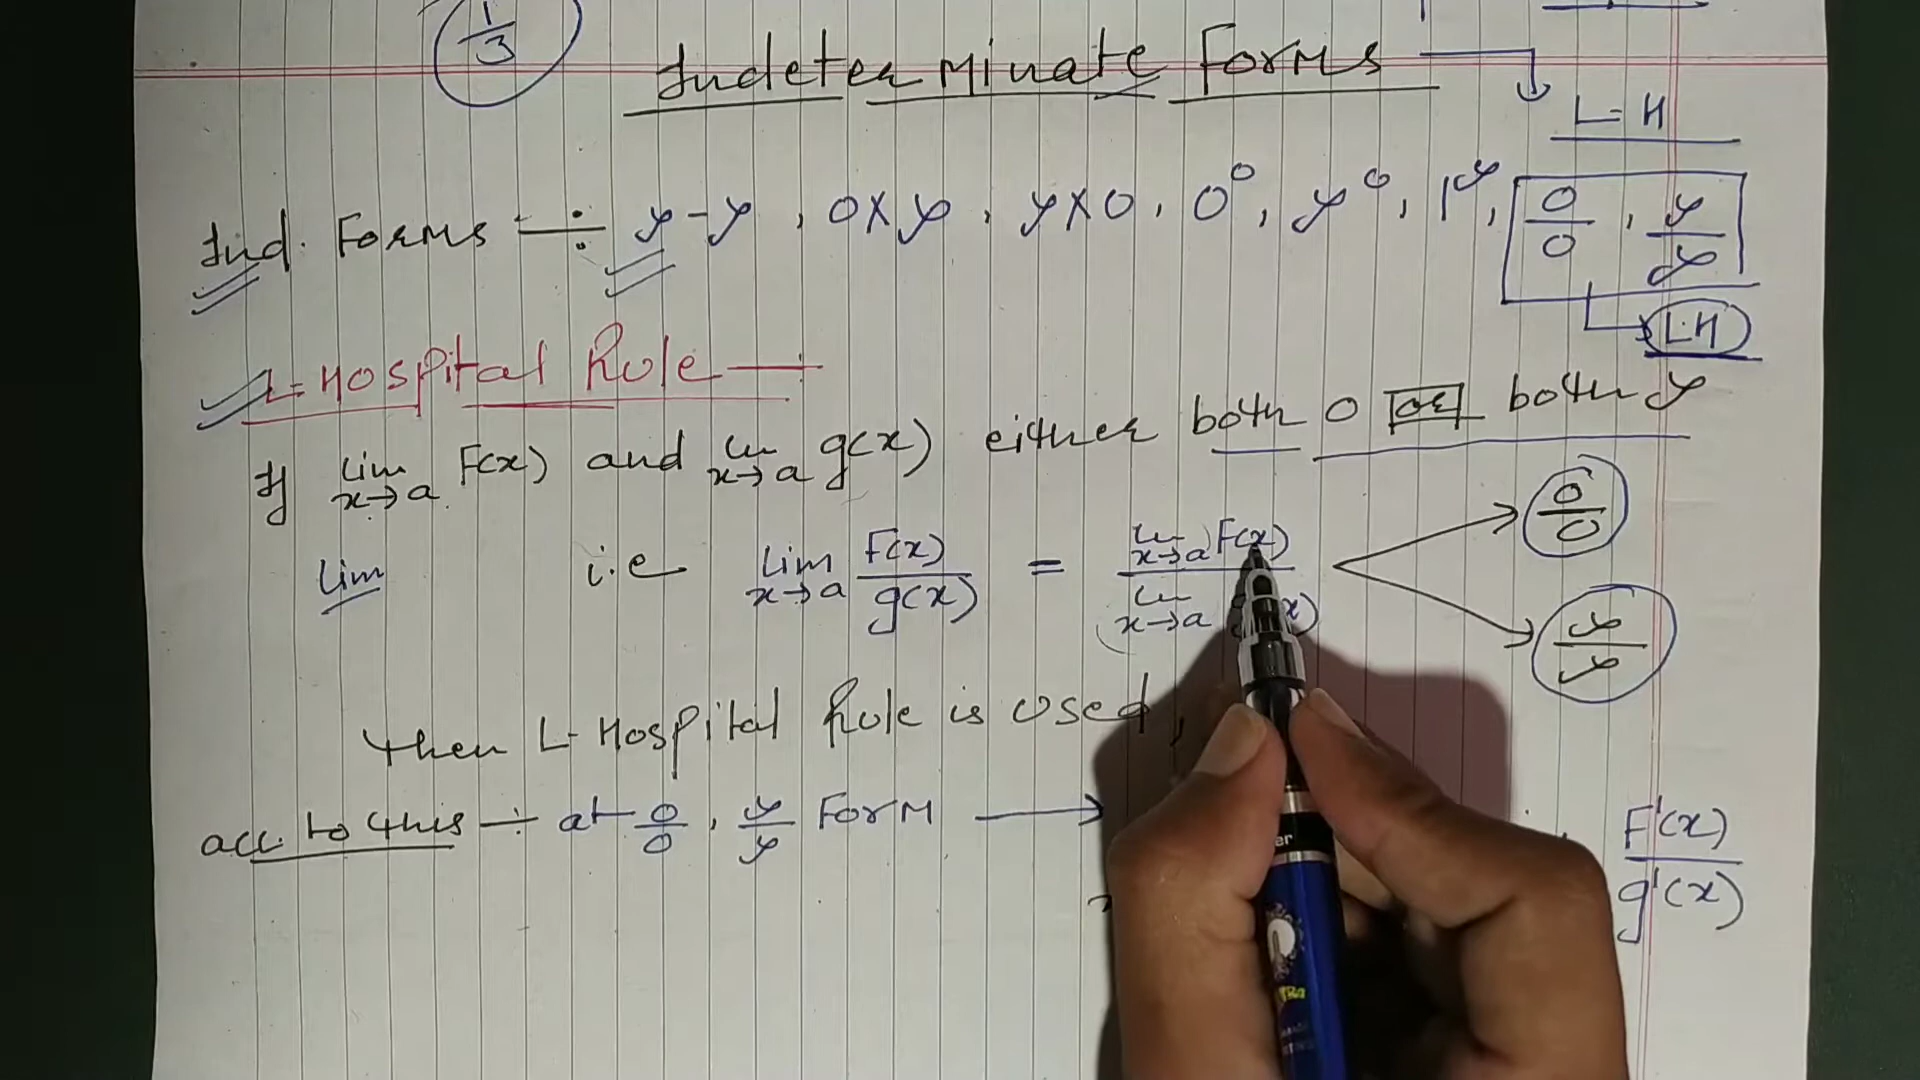 1/3
Indeterminate Forms
L-H
Ind. Forms ÷ ∞-∞, 0×∞, ∞×0, 0⁰, ∞⁰, 1^∞, 0/0, ∞/∞
L.H
L-Hospital Rule ÷
If lim x→a F(x) and lim x→a g(x) either both 0 or both ∞
Lim i.e lim x→a F(x)/g(x) = lim x→a F(x) / lim x→a g(x) 0/0
∞/∞
then L-Hospital Rule is used,
acc. to this ÷ at 0/0, ∞/∞ Form → F'(x)/g'(x)